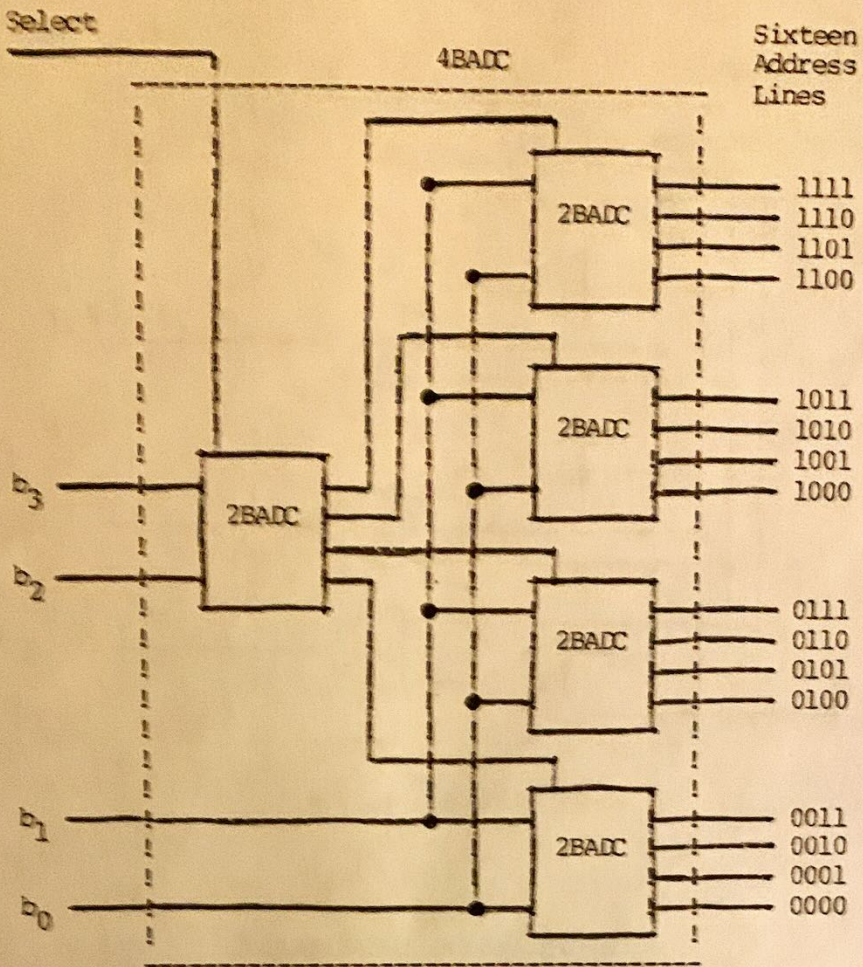 Select
4BADC
Sixteen
Address
Lines
2BADC
1111
1110
1101
1100
2BADC
1011
1010
1001
1000
b3
2BADC
b2
2BADC
0111
0110
0101
0100
b1
2BADC
0011
0010
0001
b0
0000